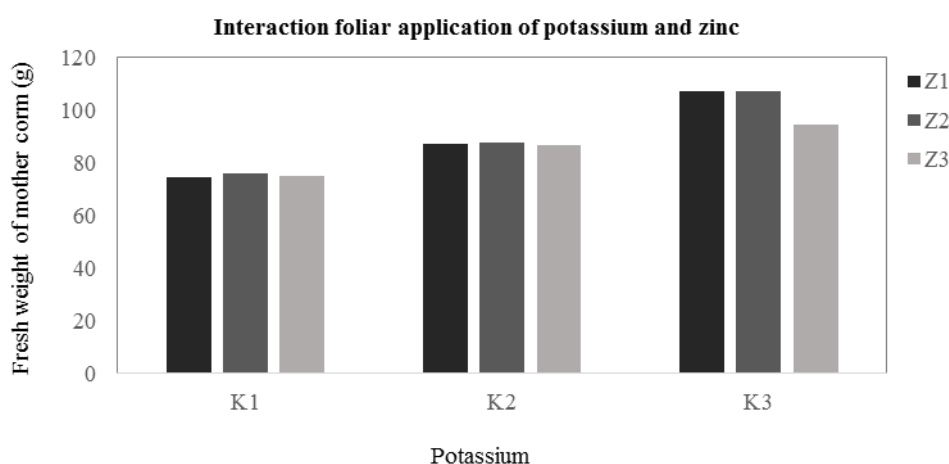 Interaction foliar application of potassium and zinc
Fresh weight of mother corm (g)
120
100
80
60
40
20
0
K1 K2 K3
Potassium
Z1
Z2
Z3